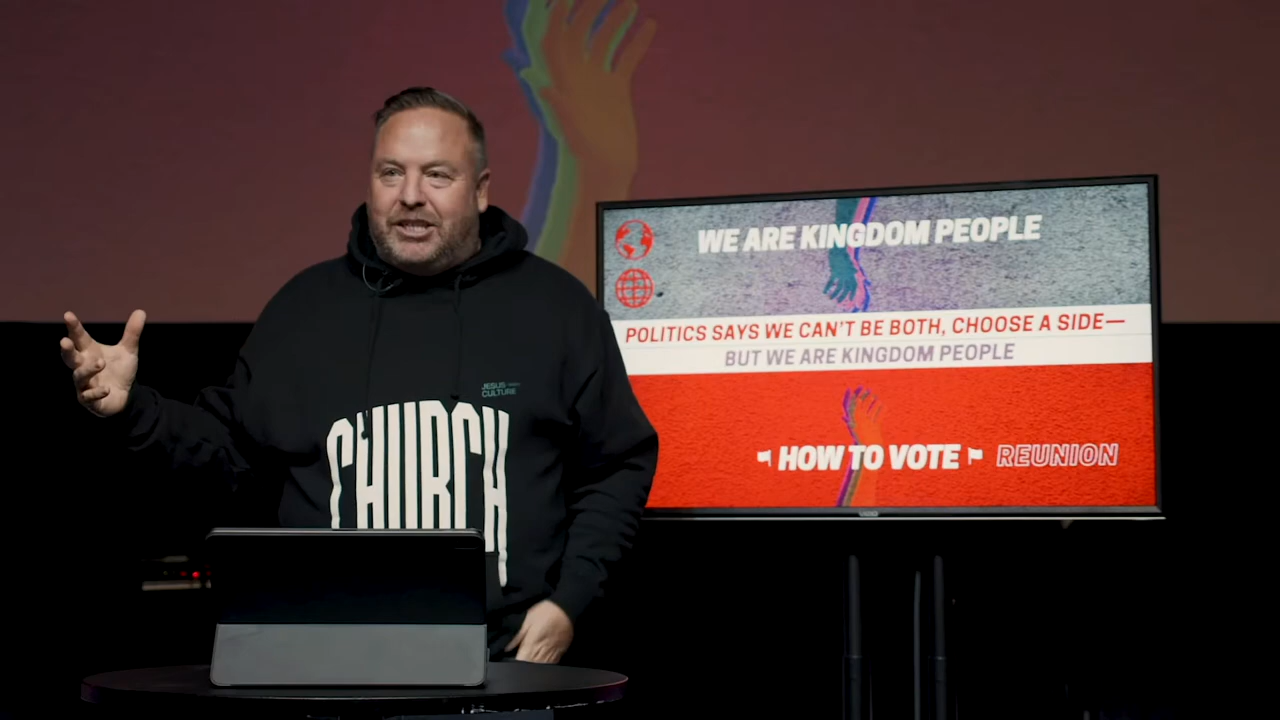 WE ARE KINGDOM PEOPLE
POLITICS SAYS WE CAN'T BE BOTH, CHOOSE A SIDE—
BUT WE ARE KINGDOM PEOPLE
HOW TO VOTE REUNION
JESUS
CULTURE
CHURCH
VIZIO